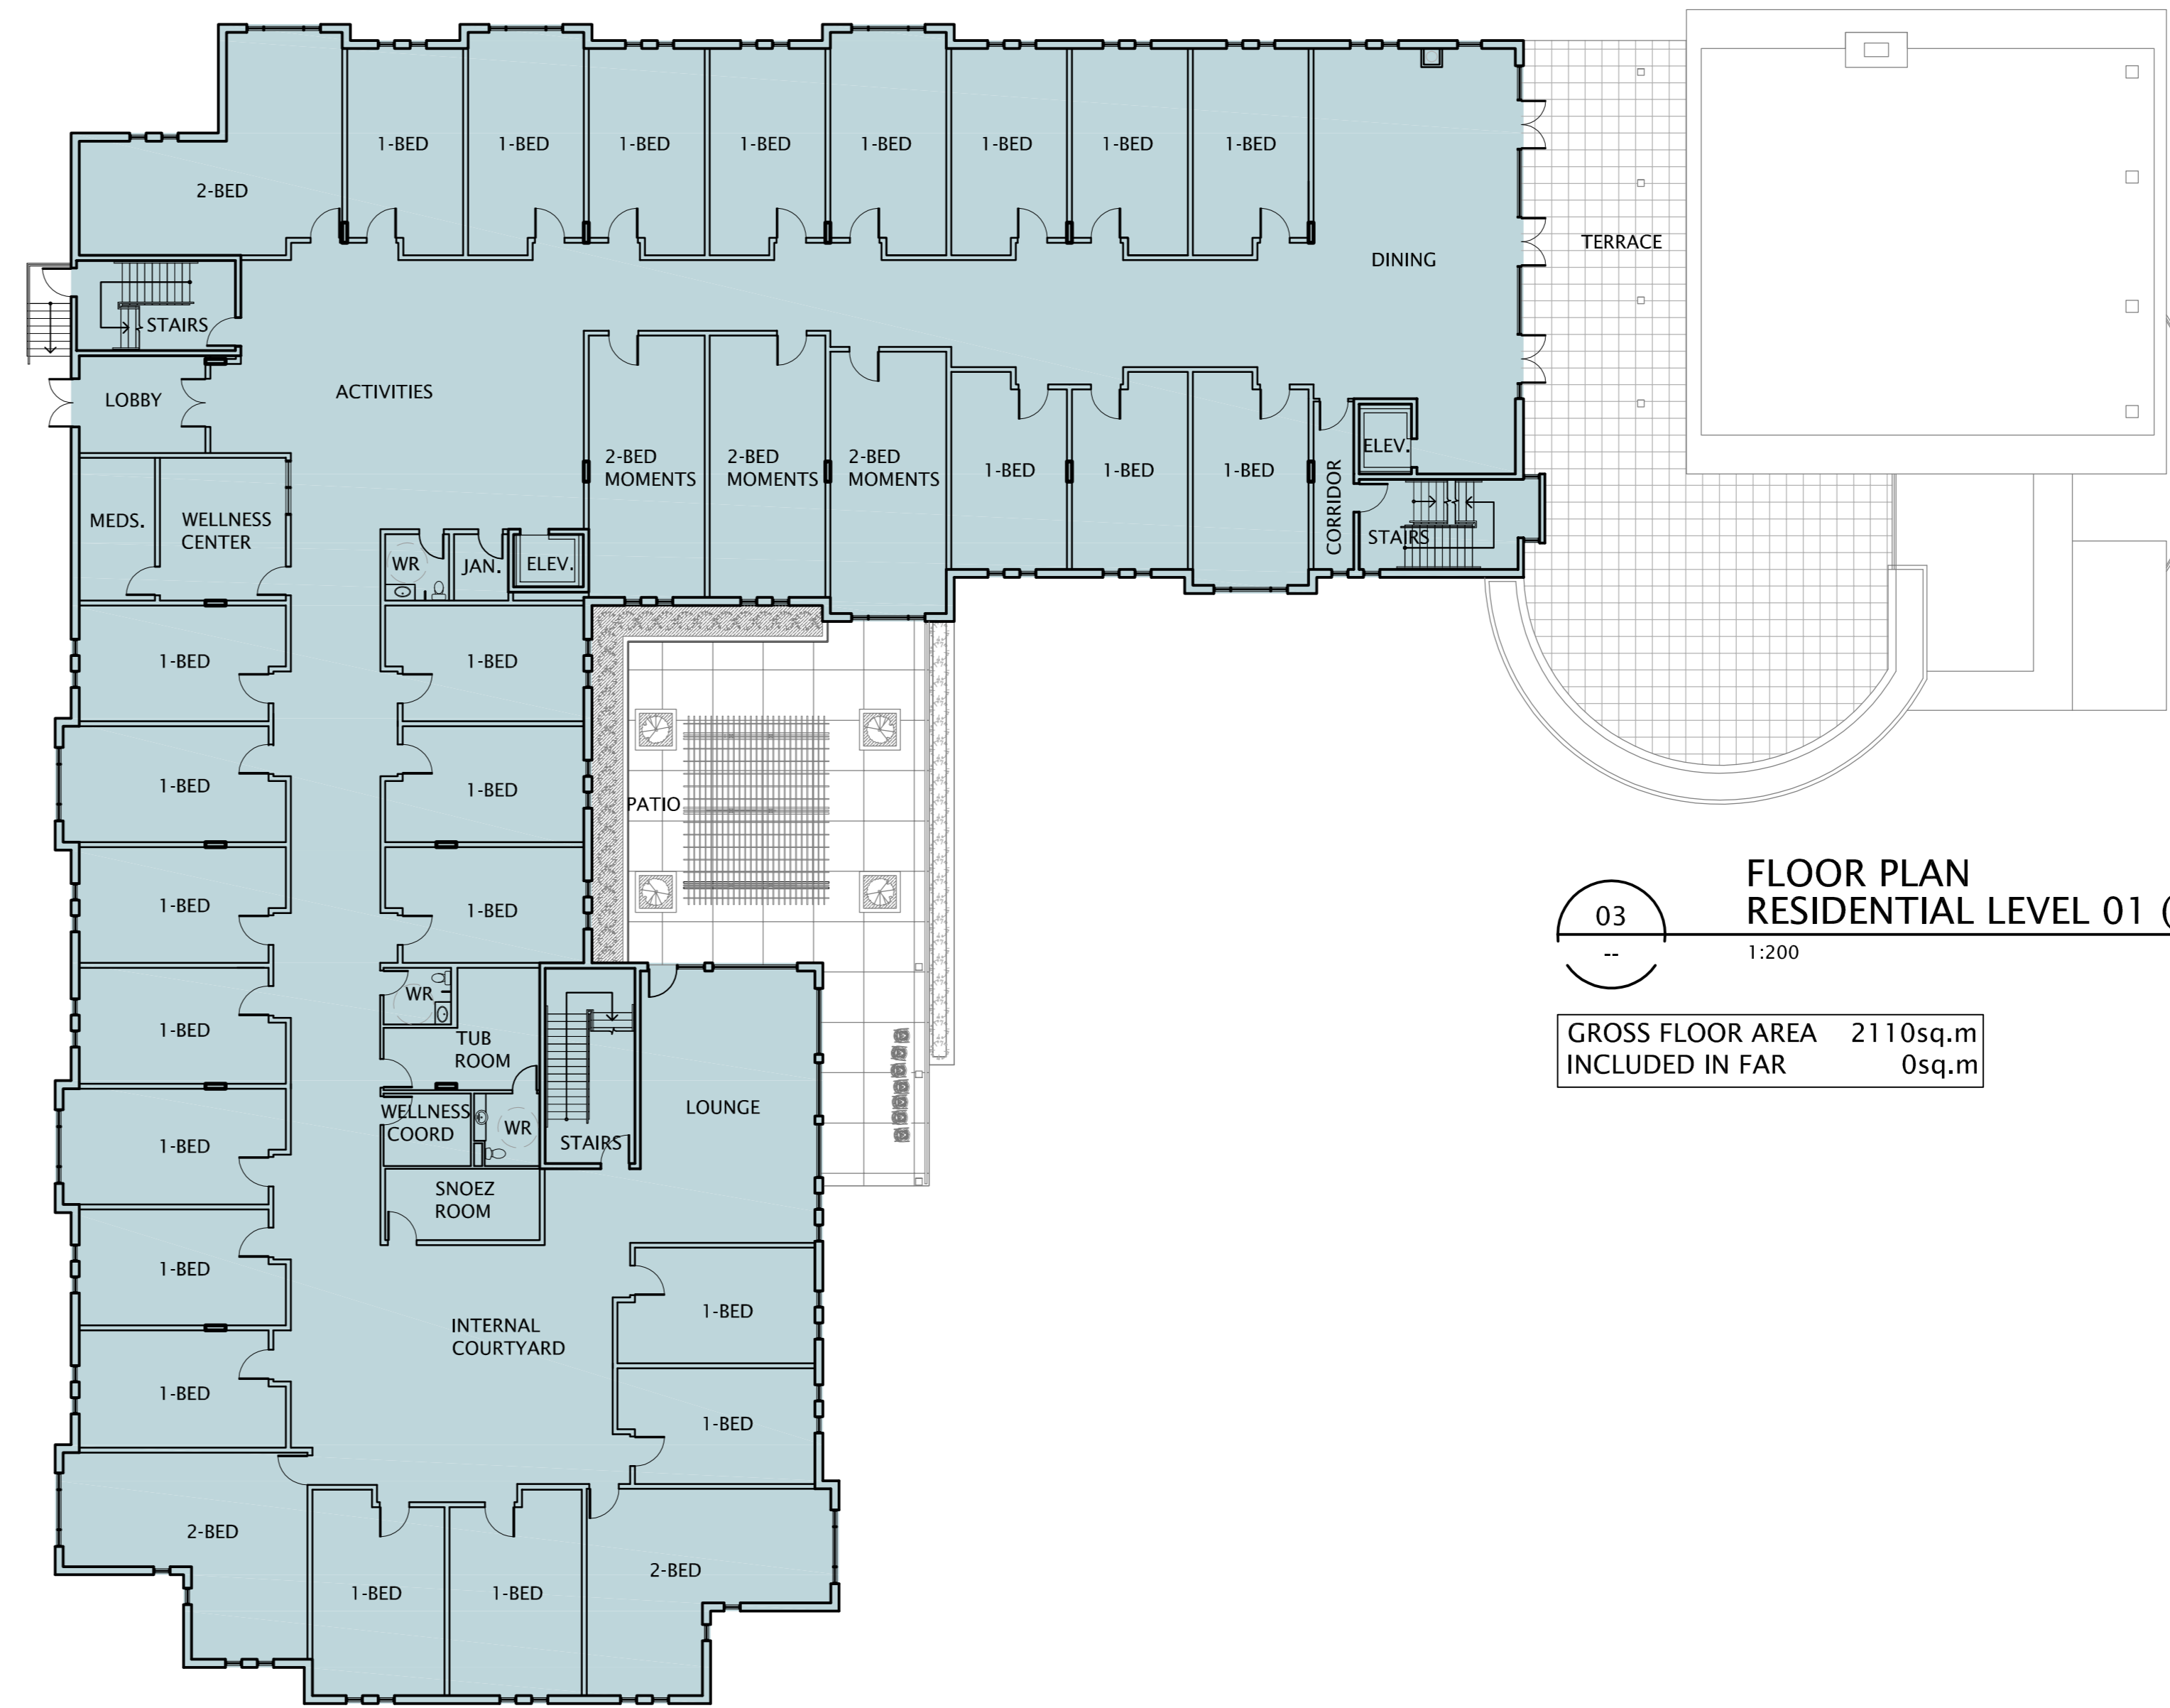 1-BED
1-BED
1-BED
1-BED
1-BED
1-BED
1-BED
1-BED
2-BED
TERRACE
DINING
STAIRS
LOBBY
ACTIVITIES
ELEV.
2-BED
MOMENTS
2-BED
MOMENTS
2-BED
MOMENTS
1-BED
1-BED
1-BED
CORRIDOR
STAIRS
MEDS.
WELLNESS
CENTER
WR
JAN.
ELEV.
1-BED
1-BED
1-BED
1-BED
PATIO
1-BED
1-BED
1-BED
WR
TUB
ROOM
WELLNESS
COORD
WR
STAIRS
LOUNGE
1-BED
SNOEZ
ROOM
1-BED
INTERNAL
COURTYARD
1-BED
1-BED
1-BED
2-BED
1-BED
1-BED
2-BED
03
--
FLOOR PLAN
RESIDENTIAL LEVEL 01 (
1:200
GROSS FLOOR AREA 2110sq.m
INCLUDED IN FAR 0sq.m